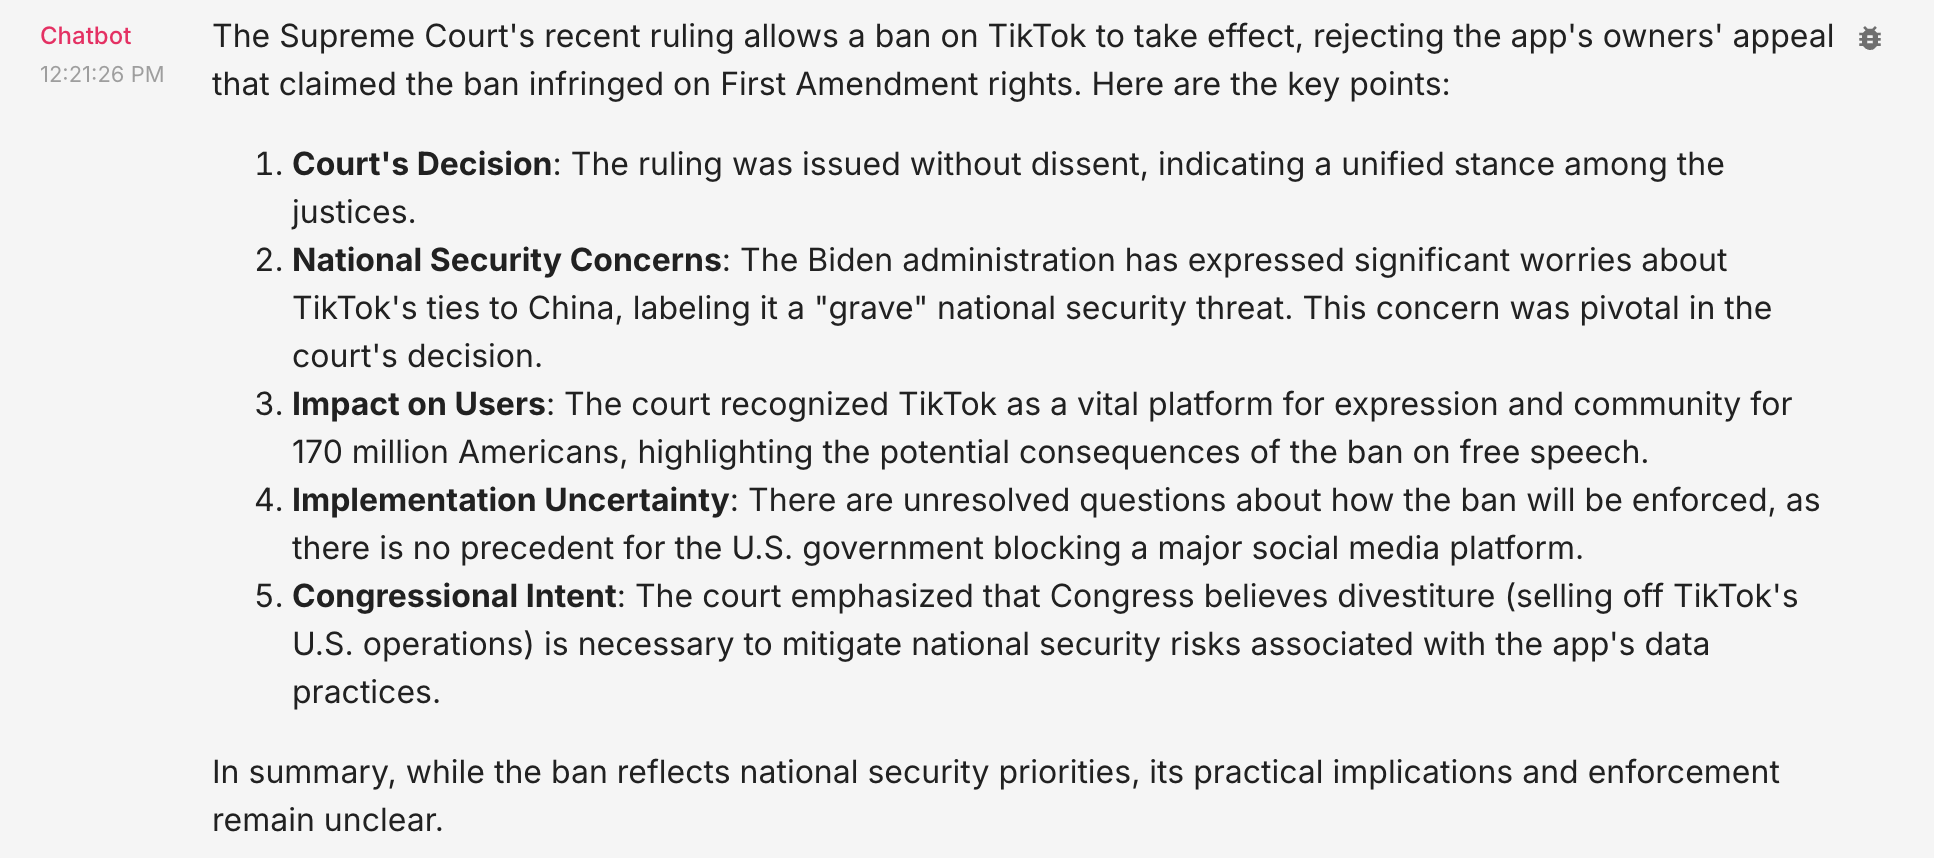 Chatbot
12:21:26 PM
The Supreme Court's recent ruling allows a ban on TikTok to take effect, rejecting the app's owners' appeal
that claimed the ban infringed on First Amendment rights. Here are the key points:
1. Court's Decision: The ruling was issued without dissent, indicating a unified stance among the
justices.
2. National Security Concerns: The Biden administration has expressed significant worries about
TikTok's ties to China, labeling it a "grave" national security threat. This concern was pivotal in the
court's decision.
3. Impact on Users: The court recognized TikTok as a vital platform for expression and community for
170 million Americans, highlighting the potential consequences of the ban on free speech.
4. Implementation Uncertainty: There are unresolved questions about how the ban will be enforced, as
there is no precedent for the U.S. government blocking a major social media platform.
5. Congressional Intent: The court emphasized that Congress believes divestiture (selling off TikTok's
U.S. operations) is necessary to mitigate national security risks associated with the app's data
practices.
In summary, while the ban reflects national security priorities, its practical implications and enforcement
remain unclear.